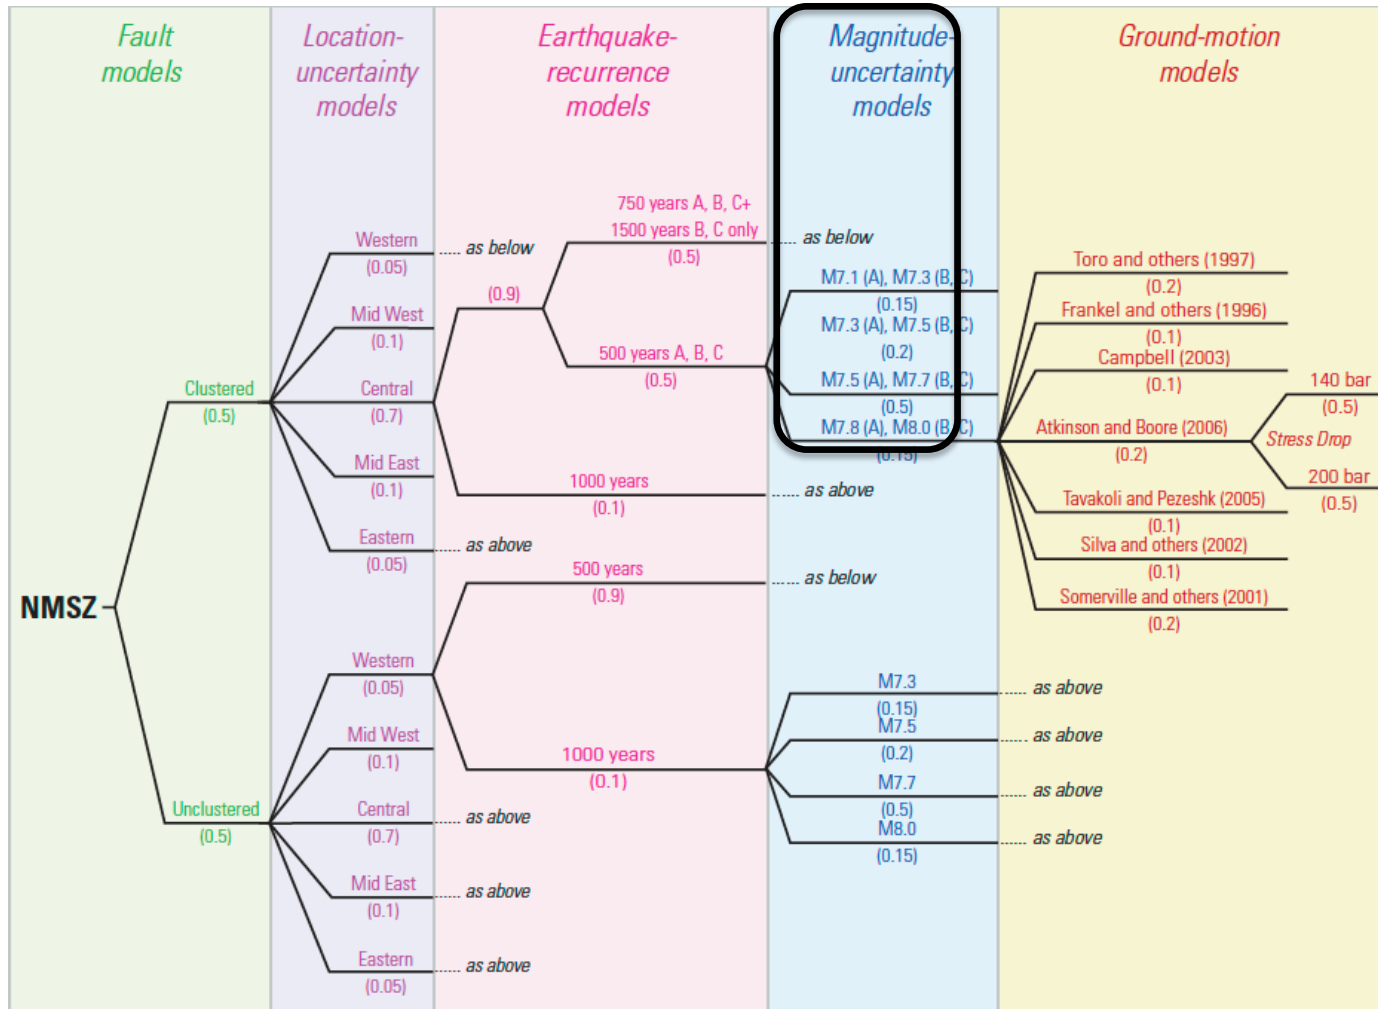 Fault
models
Location-
uncertainty
models
Earthquake-
recurrence
models
Magnitude-
uncertainty
models
Ground-motion
models
NMSZ
Clustered
(0.5)
Unclustered
(0.5)
Western
(0.05)
as below
Mid West
(0.1)
Central
(0.7)
Mid East
(0.1)
Eastern
(0.05)
as above
Western
(0.05)
Mid West
(0.1)
Central
(0.7)
as above
Mid East
(0.1)
as above
Eastern
(0.05)
as above
(0.9)
750 years A, B, C+
1500 years B, C only
(0.5)
as below
500 years A, B, C
(0.5)
1000 years
(0.1)
as above
500 years
(0.9)
as below
1000 years
(0.1)
M7.1 (A), M7.3 (B, C)
(0.15)
M7.3 (A), M7.5 (B, C)
(0.2)
M7.5 (A), M7.7 (B, C)
(0.5)
M7.8 (A), M8.0 (B, C)
(0.15)
M7.3
(0.15)
as above
M7.5
(0.2)
as above
M7.7
(0.5)
as above
M8.0
(0.15)
as above
Toro and others (1997)
(0.2)
Frankel and others (1996)
(0.1)
Campbell (2003)
(0.1)
Atkinson and Boore (2006)
(0.2)
140 bar
(0.5)
Stress Drop
200 bar
(0.5)
Tavakoli and Pezeshk (2005)
(0.1)
Silva and others (2002)
(0.1)
Somerville and others (2001)
(0.2)